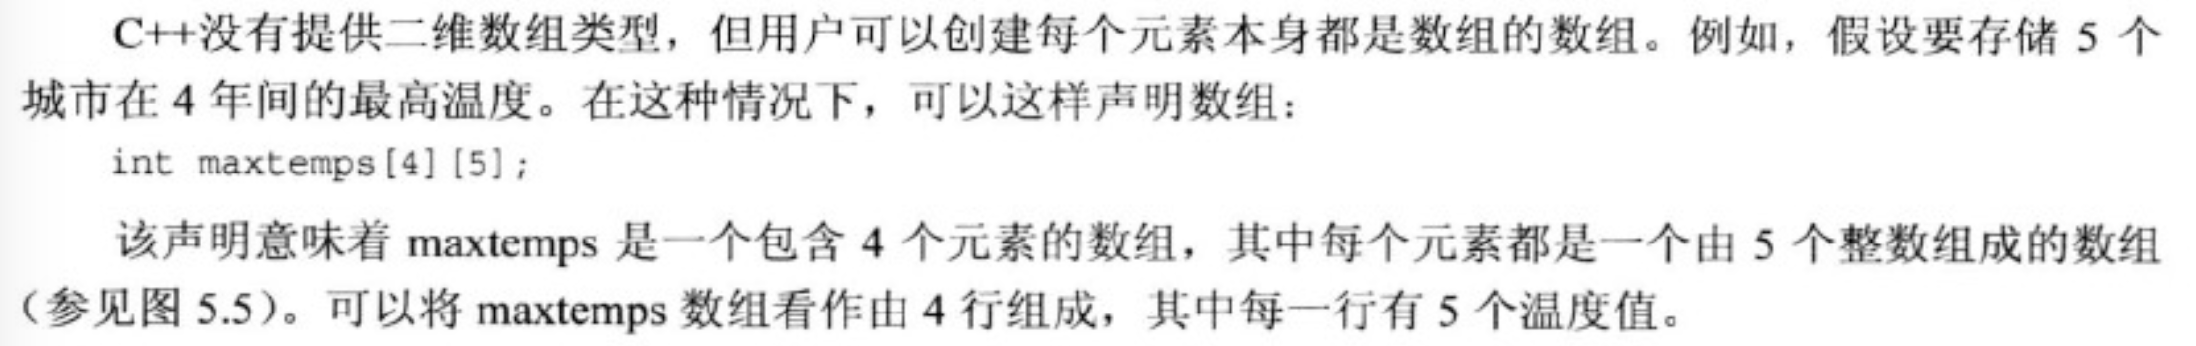 C++没有提供二维数组类型，但用户可以创建每个元素本身都是数组的数组。例如，假设要存储 5 个
城市在 4 年间的最高温度。在这种情况下，可以这样声明数组：
int maxtemps[4][5];
该声明意味着 maxtemps 是一个包含 4 个元素的数组，其中每个元素都是一个由 5 个整数组成的数组
（参见图 5.5）。可以将 maxtemps 数组看作由 4 行组成，其中每一行有 5 个温度值。